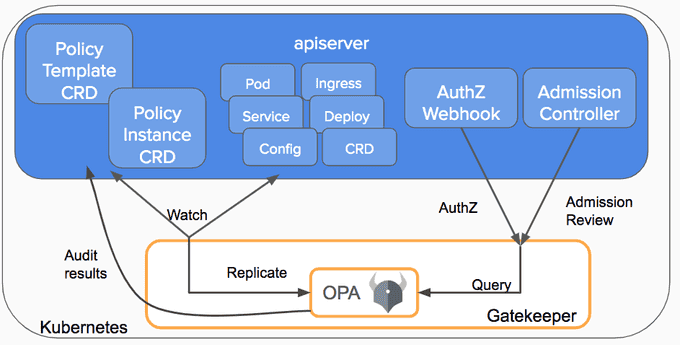 apiserver
Policy
Template
CRD
Policy
Instance
CRD
Pod
Ingress
Service
Deploy
Config
CRD
AuthZ
Webhook
Admission
Controller
Watch
AuthZ
Admission
Review
Audit
results
Replicate
OPA
Query
Gatekeeper
Kubernetes